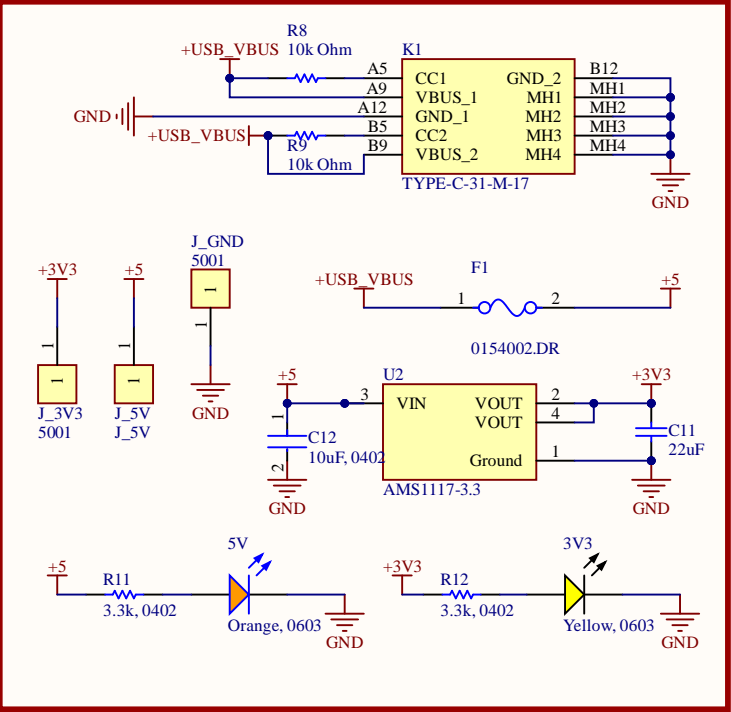 R8
10k Ohm
+USB_VBUS
K1
A5 CC1 GND_2 B12
A9 VBUS_1 MH1 MH1
GND A12 GND_1 MH2 MH2
+USB_VBUS B5 CC2 MH3 MH3
R9 B9 VBUS_2 MH4 MH4
10k Ohm
TYPE-C-31-M-17
GND
+3V3
1
1
J_3V3
5001
+5
1
1
J_5V
J_5V
J_GND
5001
1
1
GND
F1
+USB_VBUS 1 2 +5
0154002.DR
+5
U2
+3V3
3 VIN VOUT 2
VOUT 4
Ground 1
AMS1117-3.3
1
C12
10uF, 0402
2
GND
C11
22uF
GND
5V
+5
R11
3.3k, 0402
Orange, 0603
GND
3V3
+3V3
R12
3.3k, 0402
Yellow, 0603
GND